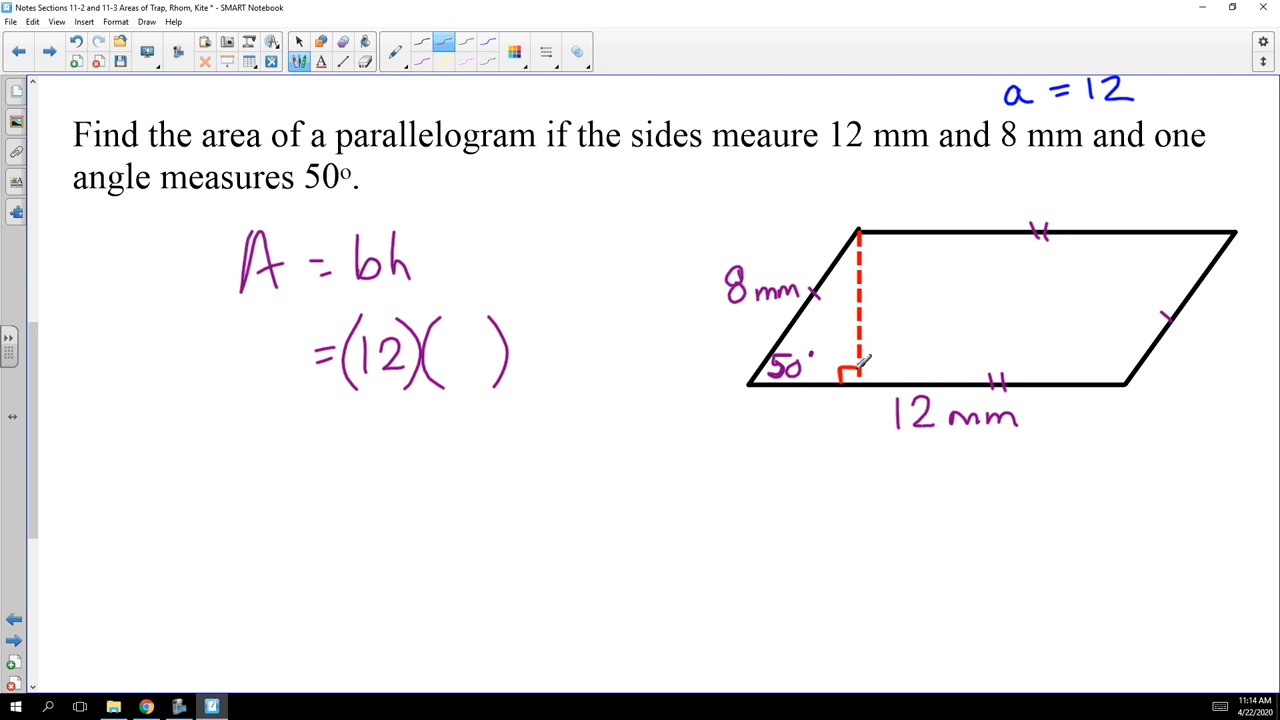 Notes Sections 11-2 and 11-3 Areas of Trap, Rhom, Kite * - SMART Notebook
File Edit View Insert Format Draw Help
a = 12
Find the area of a parallelogram if the sides meaure 12 mm and 8 mm and one
angle measures 50°.
A = bh
= (12)( )
8 mm
50°
12 mm
11:14 AM
4/22/2020